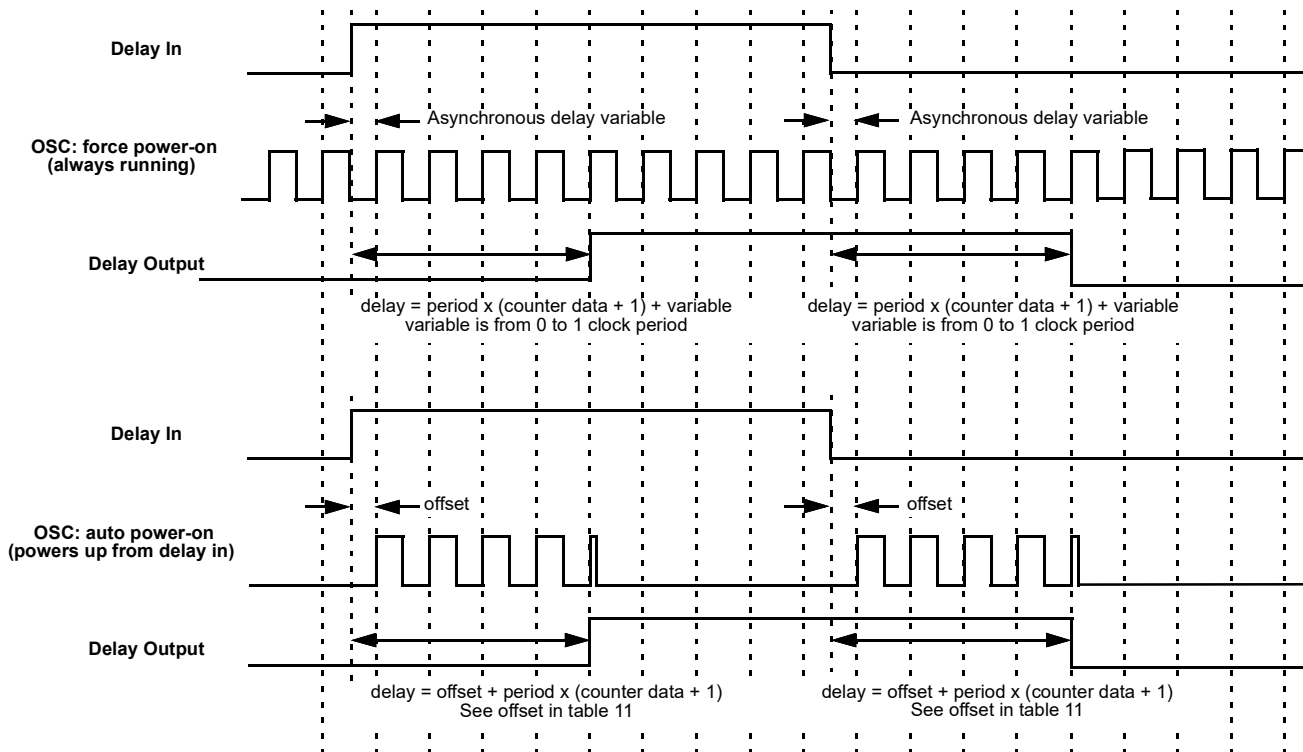 Delay In
Asynchronous delay variable
Asynchronous delay variable
OSC: force power-on
(always running)
Delay Output
delay = period x (counter data + 1) + variable
variable is from 0 to 1 clock period
delay = period x (counter data + 1) + variable
variable is from 0 to 1 clock period
Delay In
offset
offset
OSC: auto power-on
(powers up from delay in)
Delay Output
delay = offset + period x (counter data + 1)
See offset in table 11
delay = offset + period x (counter data + 1)
See offset in table 11